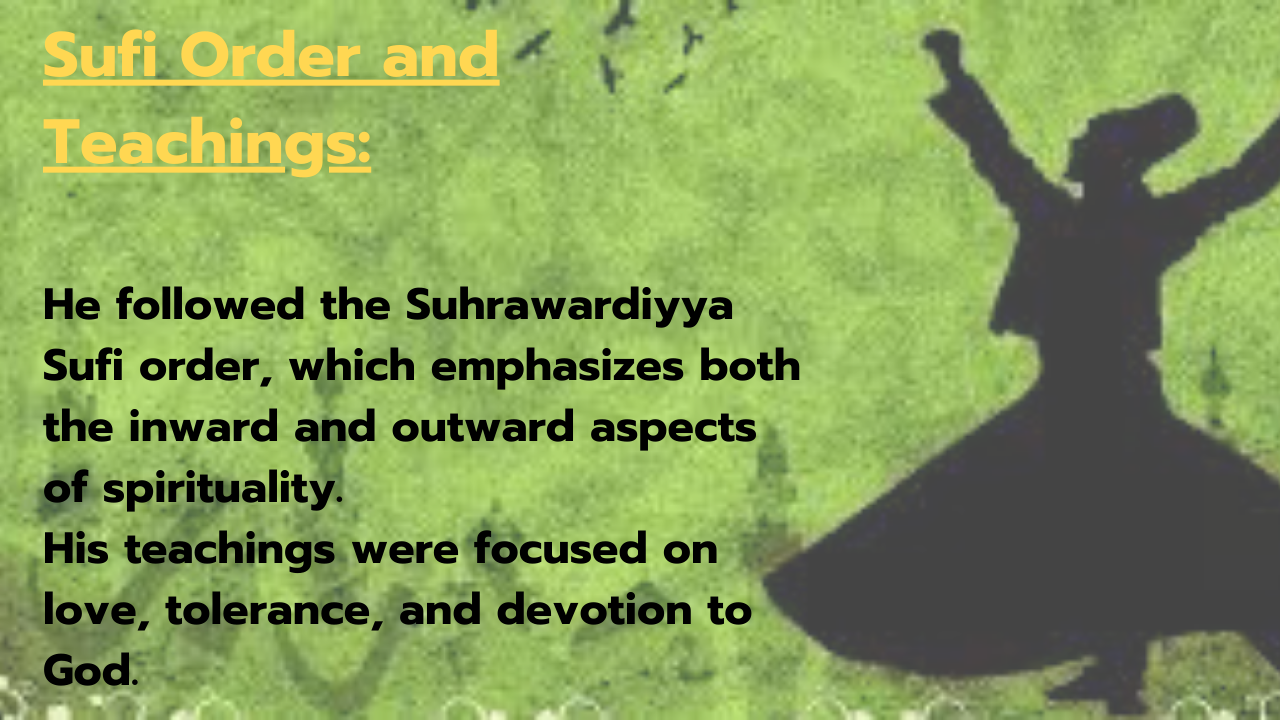 Sufi Order and
Teachings:
He followed the Suhrawardiyya
Sufi order, which emphasizes both
the inward and outward aspects
of spirituality.
His teachings were focused on
love, tolerance, and devotion to
God.